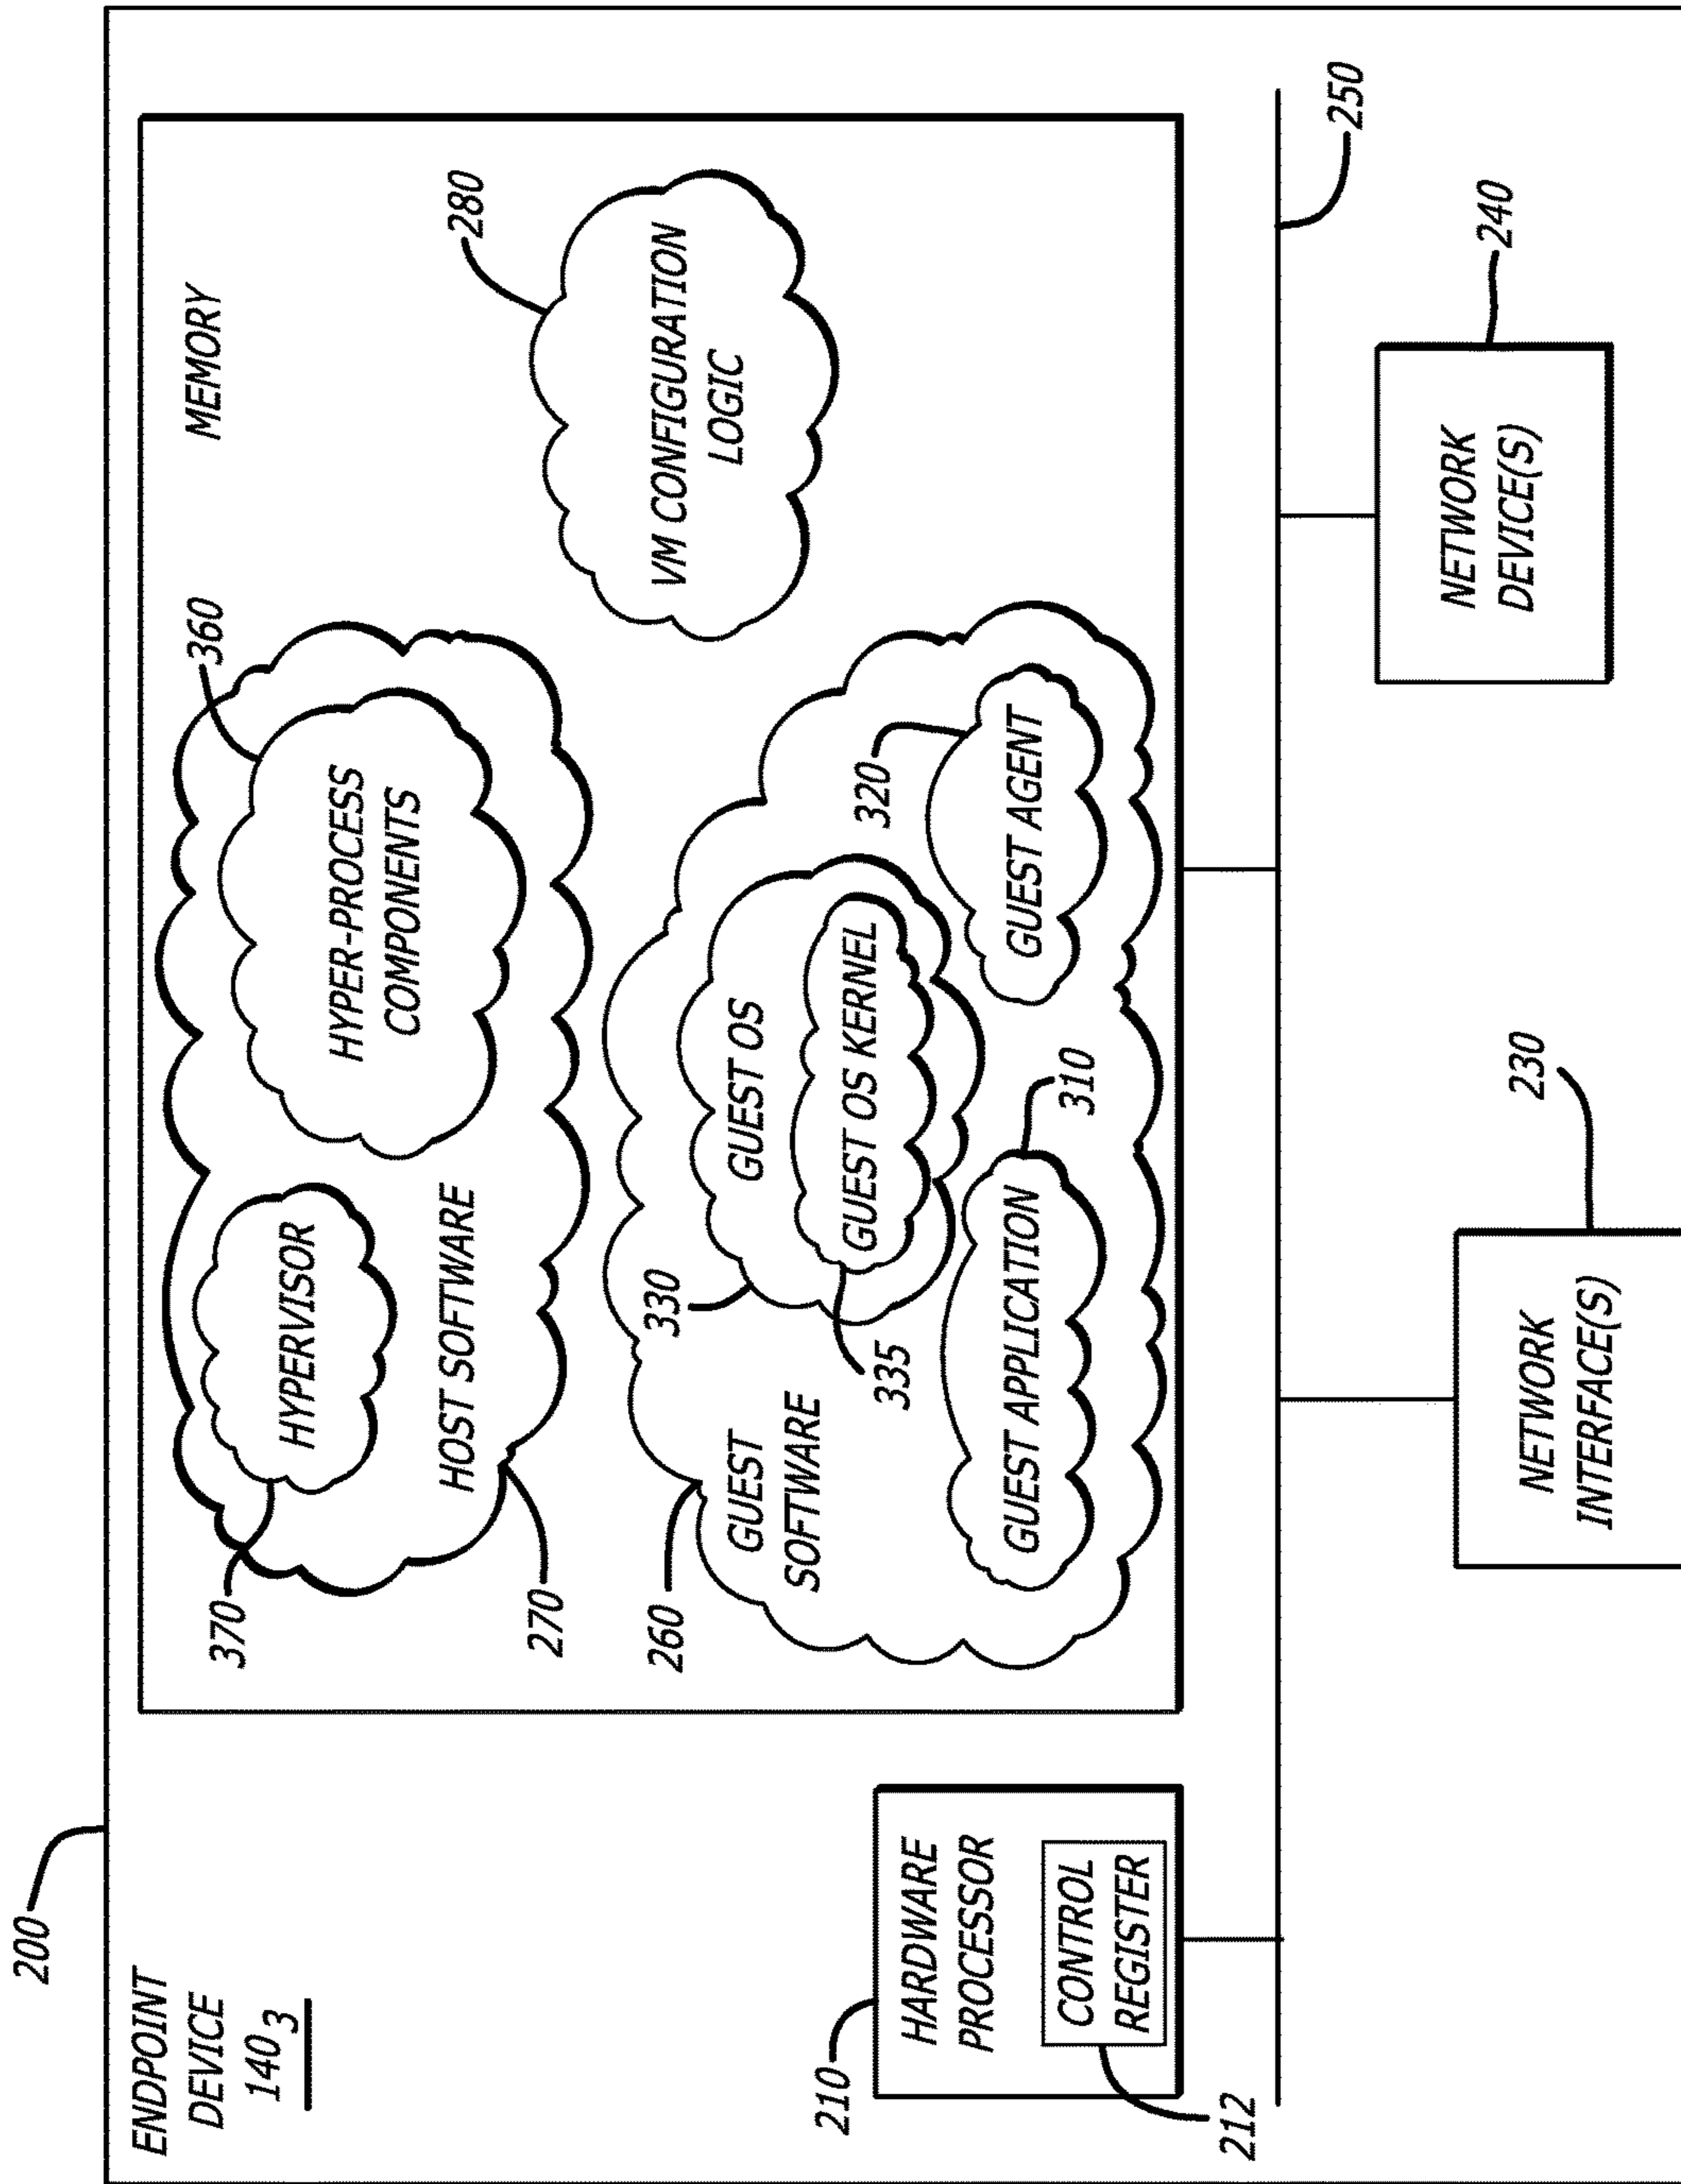 200
ENDPOINT
DEVICE
140₃
MEMORY
370
HYPERVISOR
HYPER-PROCESS
COMPONENTS
360
HOST SOFTWARE
270
280
VM CONFIGURATION
LOGIC
260
GUEST
SOFTWARE
330
GUEST OS
335
GUEST OS KERNEL
320
GUEST APPLICATION
310
GUEST AGENT
210
HARDWARE
PROCESSOR
CONTROL
REGISTER
212
250
230
NETWORK
INTERFACE(S)
240
NETWORK
DEVICE(S)